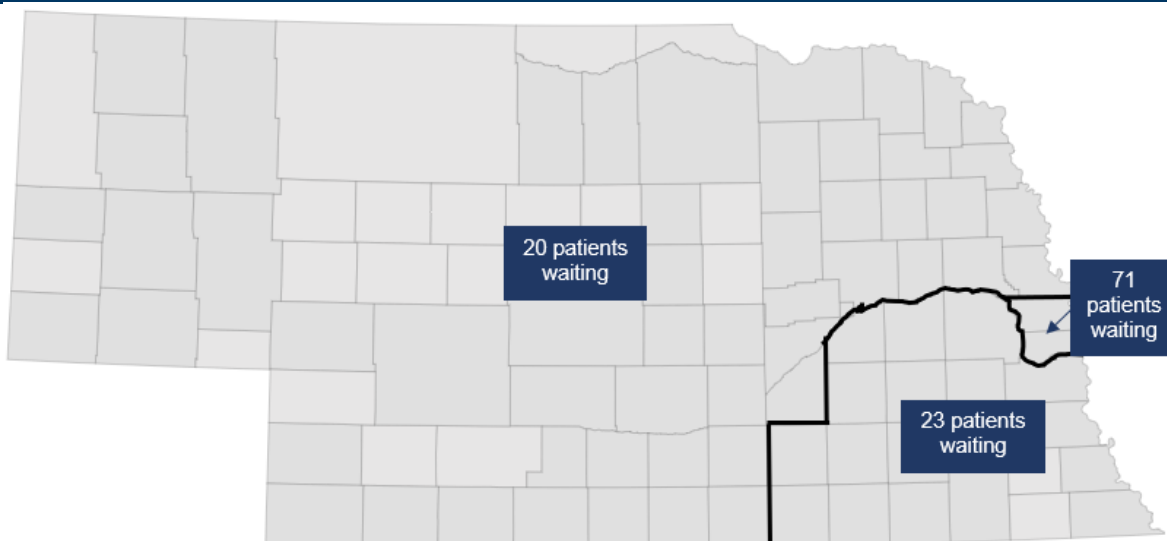 20 patients
waiting
71
patients
waiting
23 patients
waiting